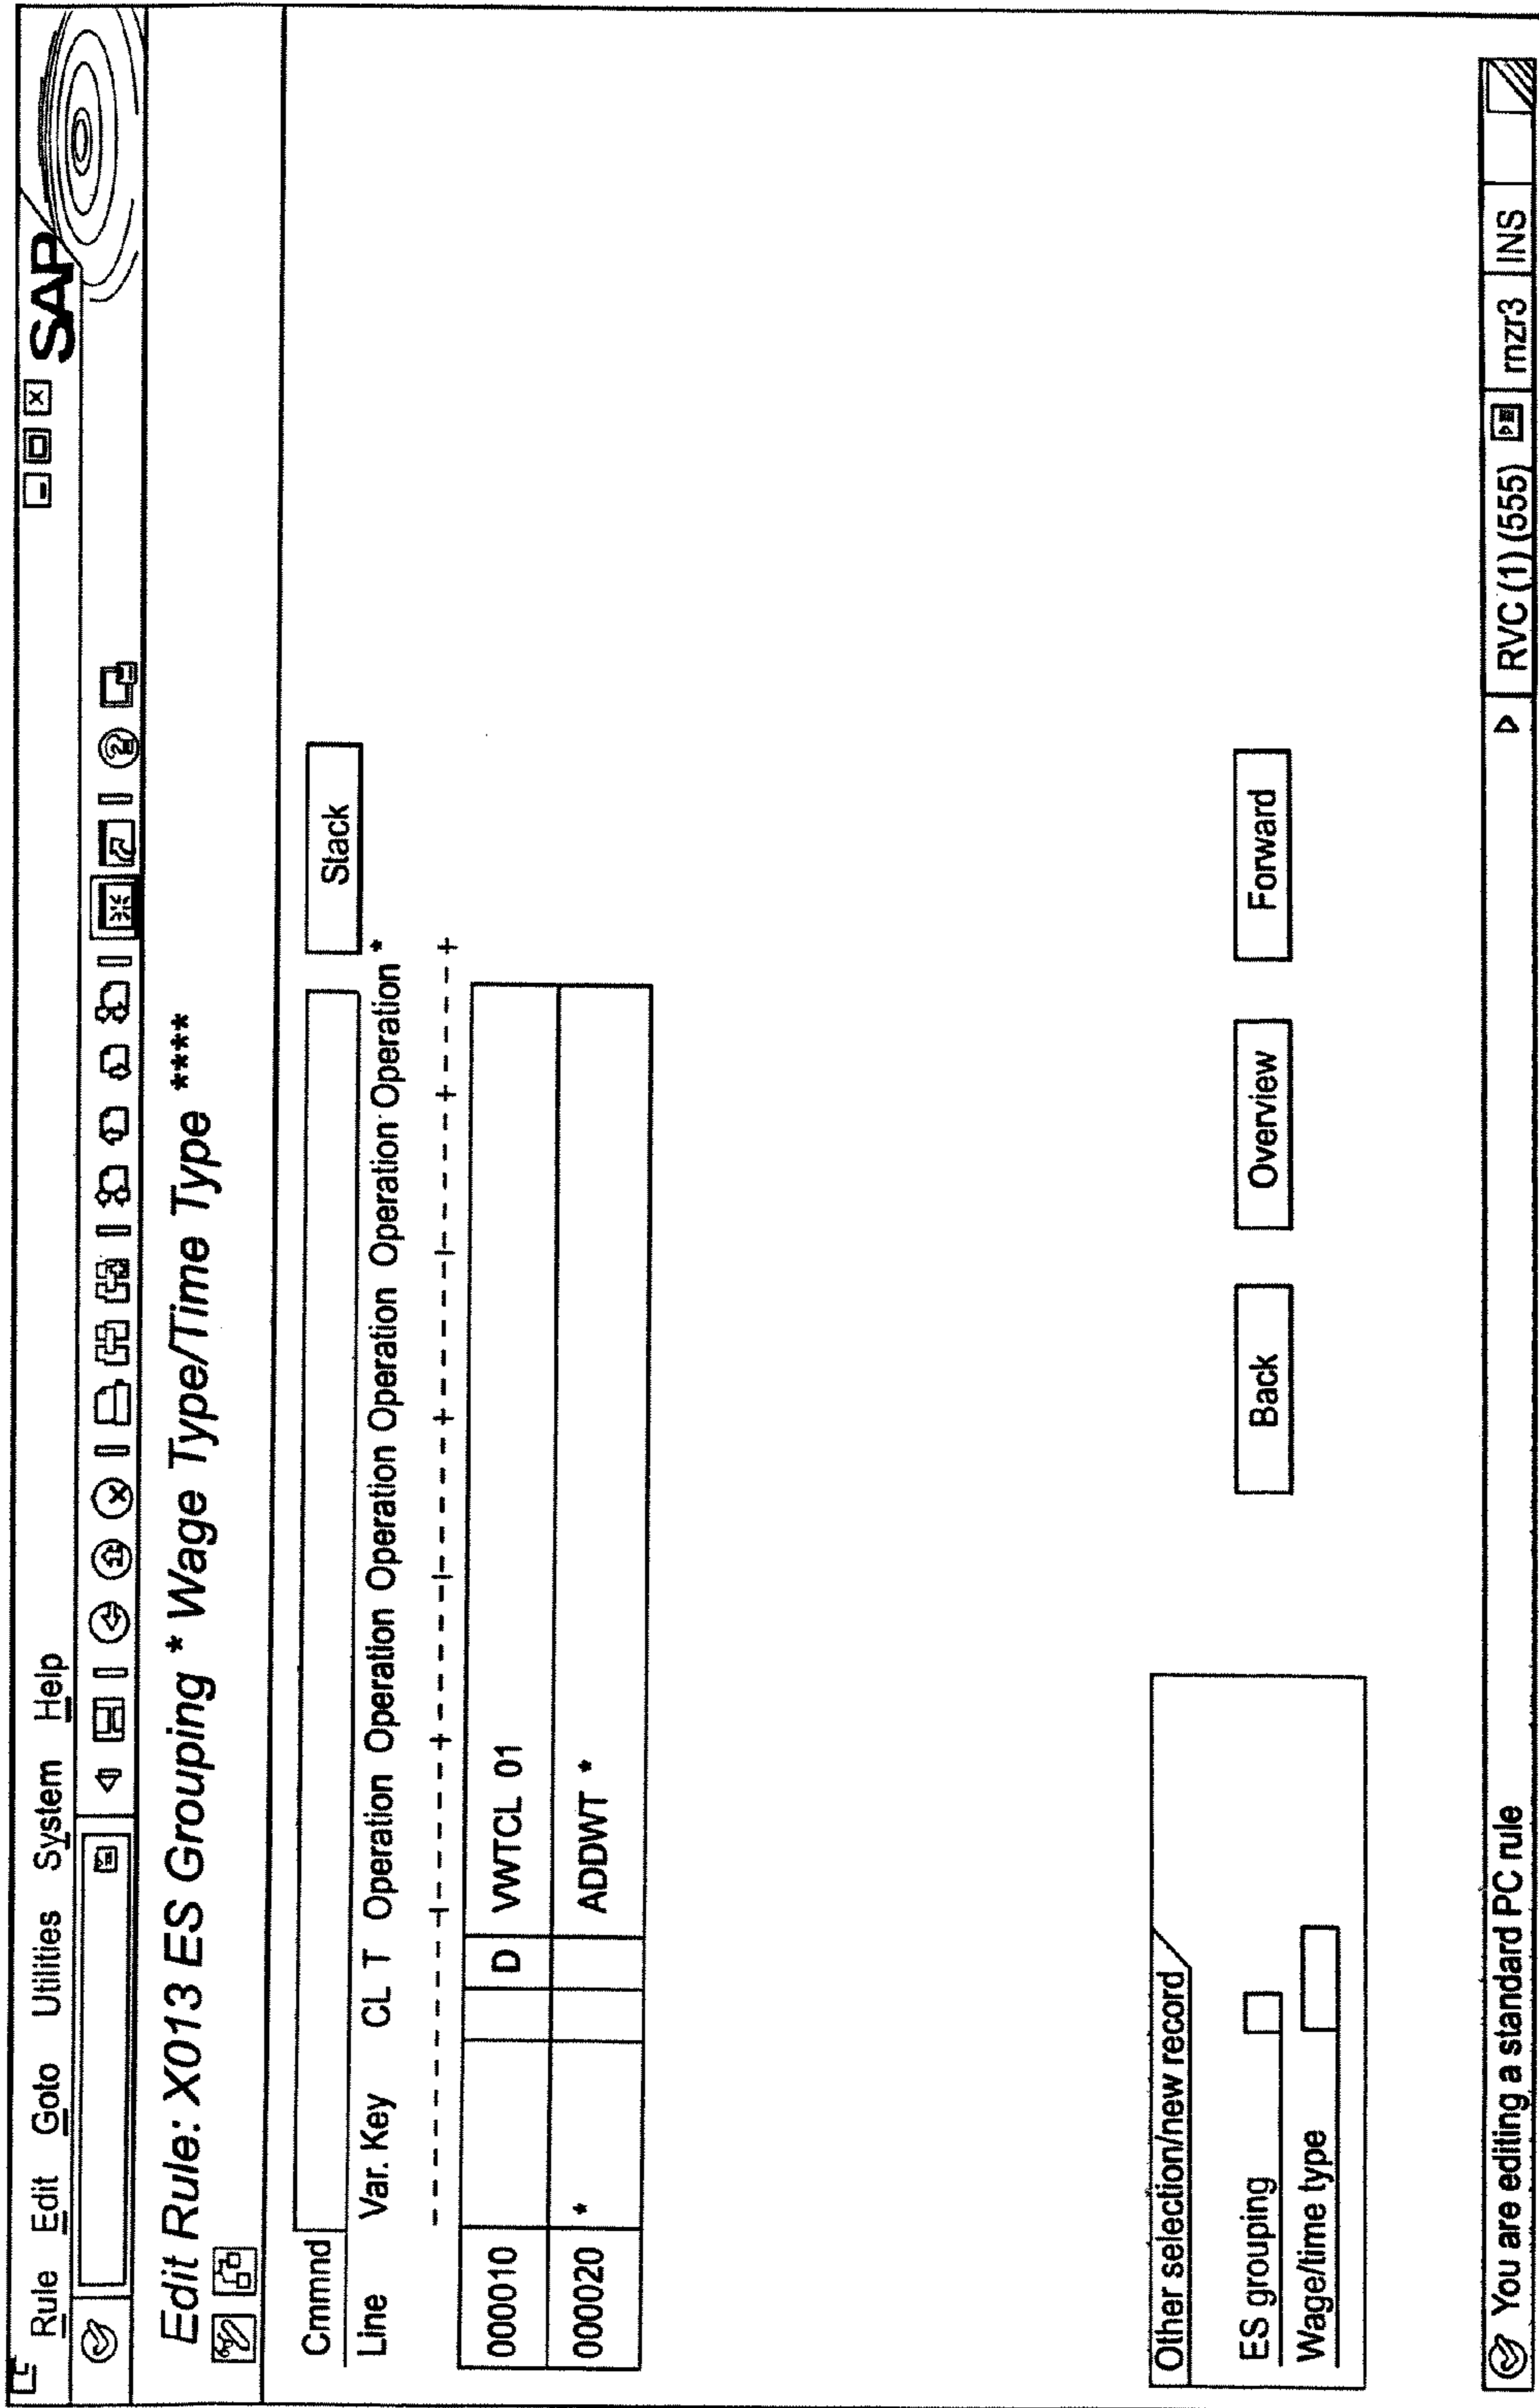 Rule Edit Goto Utilities System Help
SAP
Edit Rule: X013 ES Grouping * Wage Type/Time Type ****
Cmmnd Stack
Line Var. Key CL T Operation Operation Operation Operation Operation Operation *
000010 D VWTCL 01
000020 * ADDWT *
Back Overview Forward
Other selection/new record
ES grouping
Wage/time type
You are editing a standard PC rule RVC (1) (555) rnzr3 INS